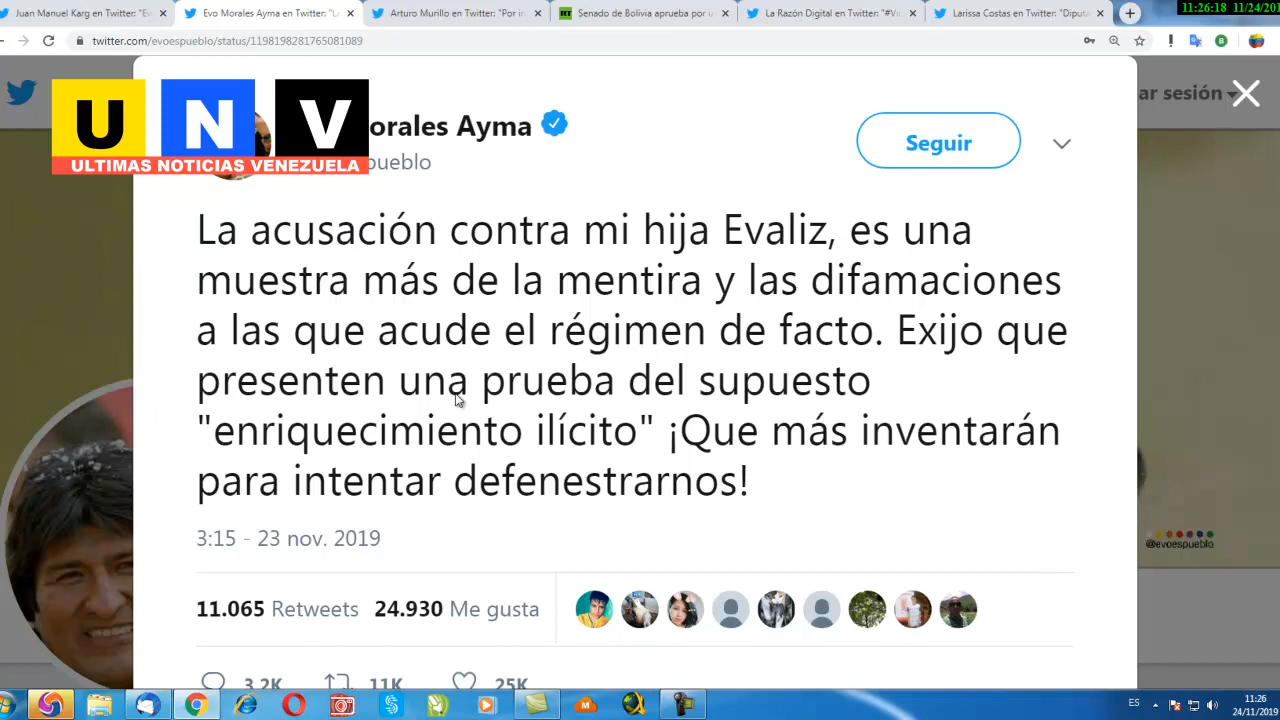 Juan Manuel Karg en Twitter: "Ev
Evo Morales Ayma en Twitter: "L
Arturo Murillo en Twitter: "Por in
Senado de Bolivia aprueba por u
La Razón Digital en Twitter: "#Vi
Larissa Costas en Twitter: "Diputa
11:26:18 11/24/201
twitter.com/evoespueblo/status/1198198281765081089
U N V
ULTIMAS NOTICIAS VENEZUELA
orales Ayma
pueblo
Seguir
ar sesión
La acusación contra mi hija Evaliz, es una
muestra más de la mentira y las difamaciones
a las que acude el régimen de facto. Exijo que
presenten una prueba del supuesto
"enriquecimiento ilícito" ¡Que más inventarán
para intentar defenestrarnos!
3:15 - 23 nov. 2019
@evoespueblo
11.065 Retweets 24.930 Me gusta
3.2K 11K 25K
ES
11:26
24/11/2019